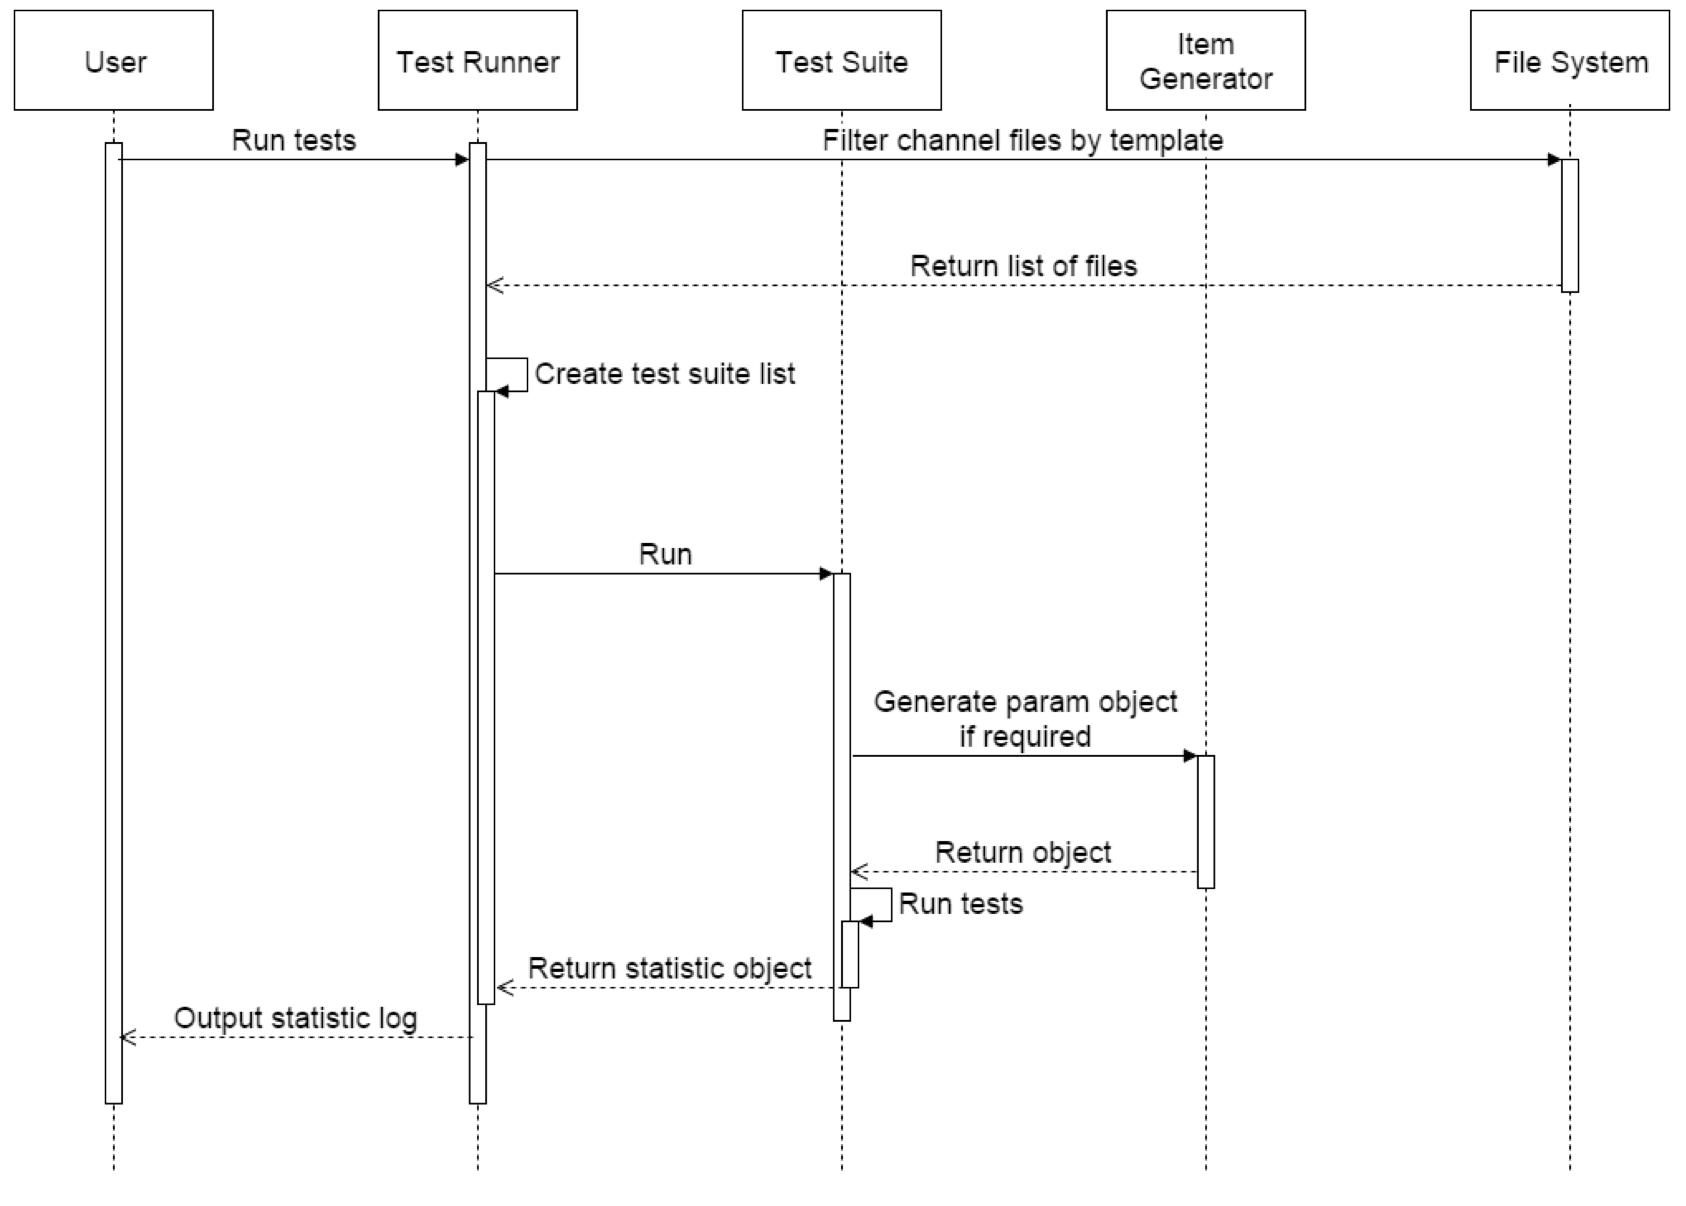 User
Test Runner
Test Suite
Item
Generator
File System
Run tests
Filter channel files by template
Return list of files
Create test suite list
Run
Generate param object
if required
Return object
Run tests
Return statistic object
Output statistic log